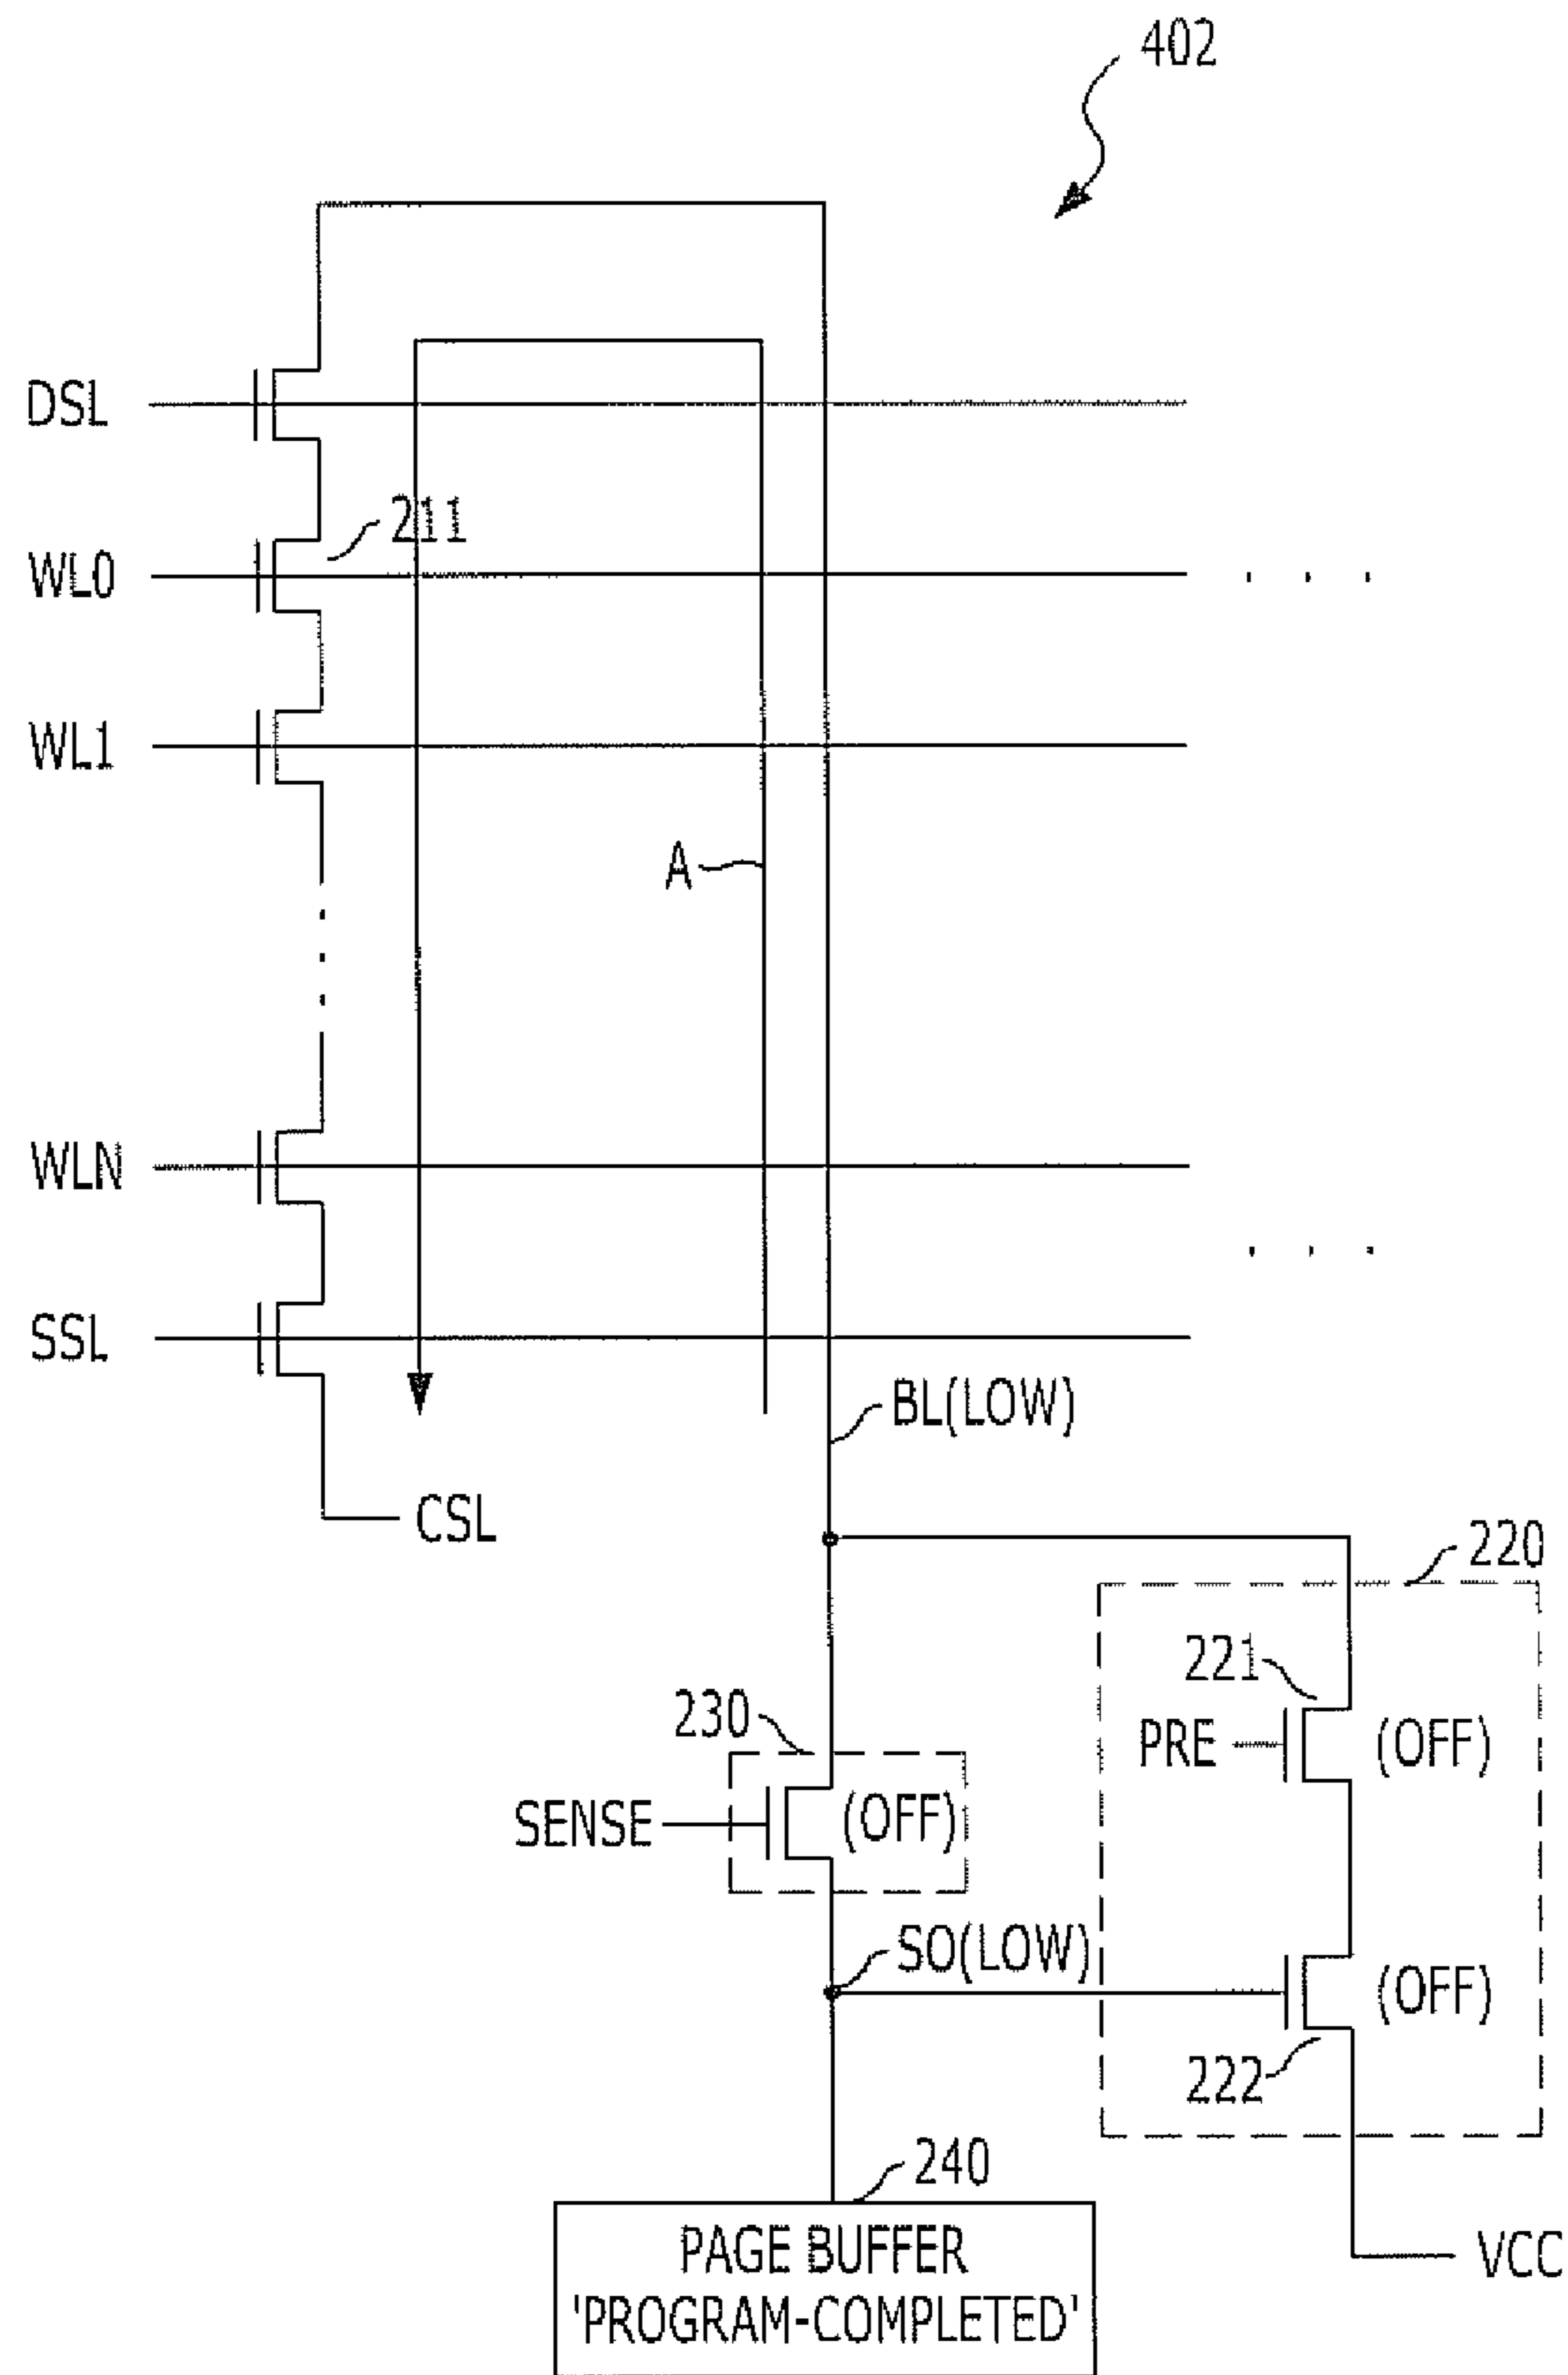 402
DSL
211
WL0
WL1
A
WLN
SSL
BL(LOW)
CSL
220
221
230
PRE
(OFF)
SENSE
(OFF)
SO(LOW)
(OFF)
222
240
PAGE BUFFER
'PROGRAM-COMPLETED'
VCC